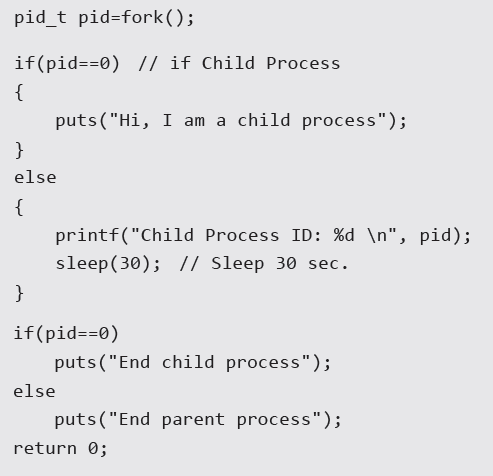 pid_t pid=fork();
if(pid==0) // if Child Process
{
    puts("Hi, I am a child process");
}
else
{
    printf("Child Process ID: %d \n", pid);
    sleep(30); // Sleep 30 sec.
}
if(pid==0)
    puts("End child process");
else
    puts("End parent process");
return 0;